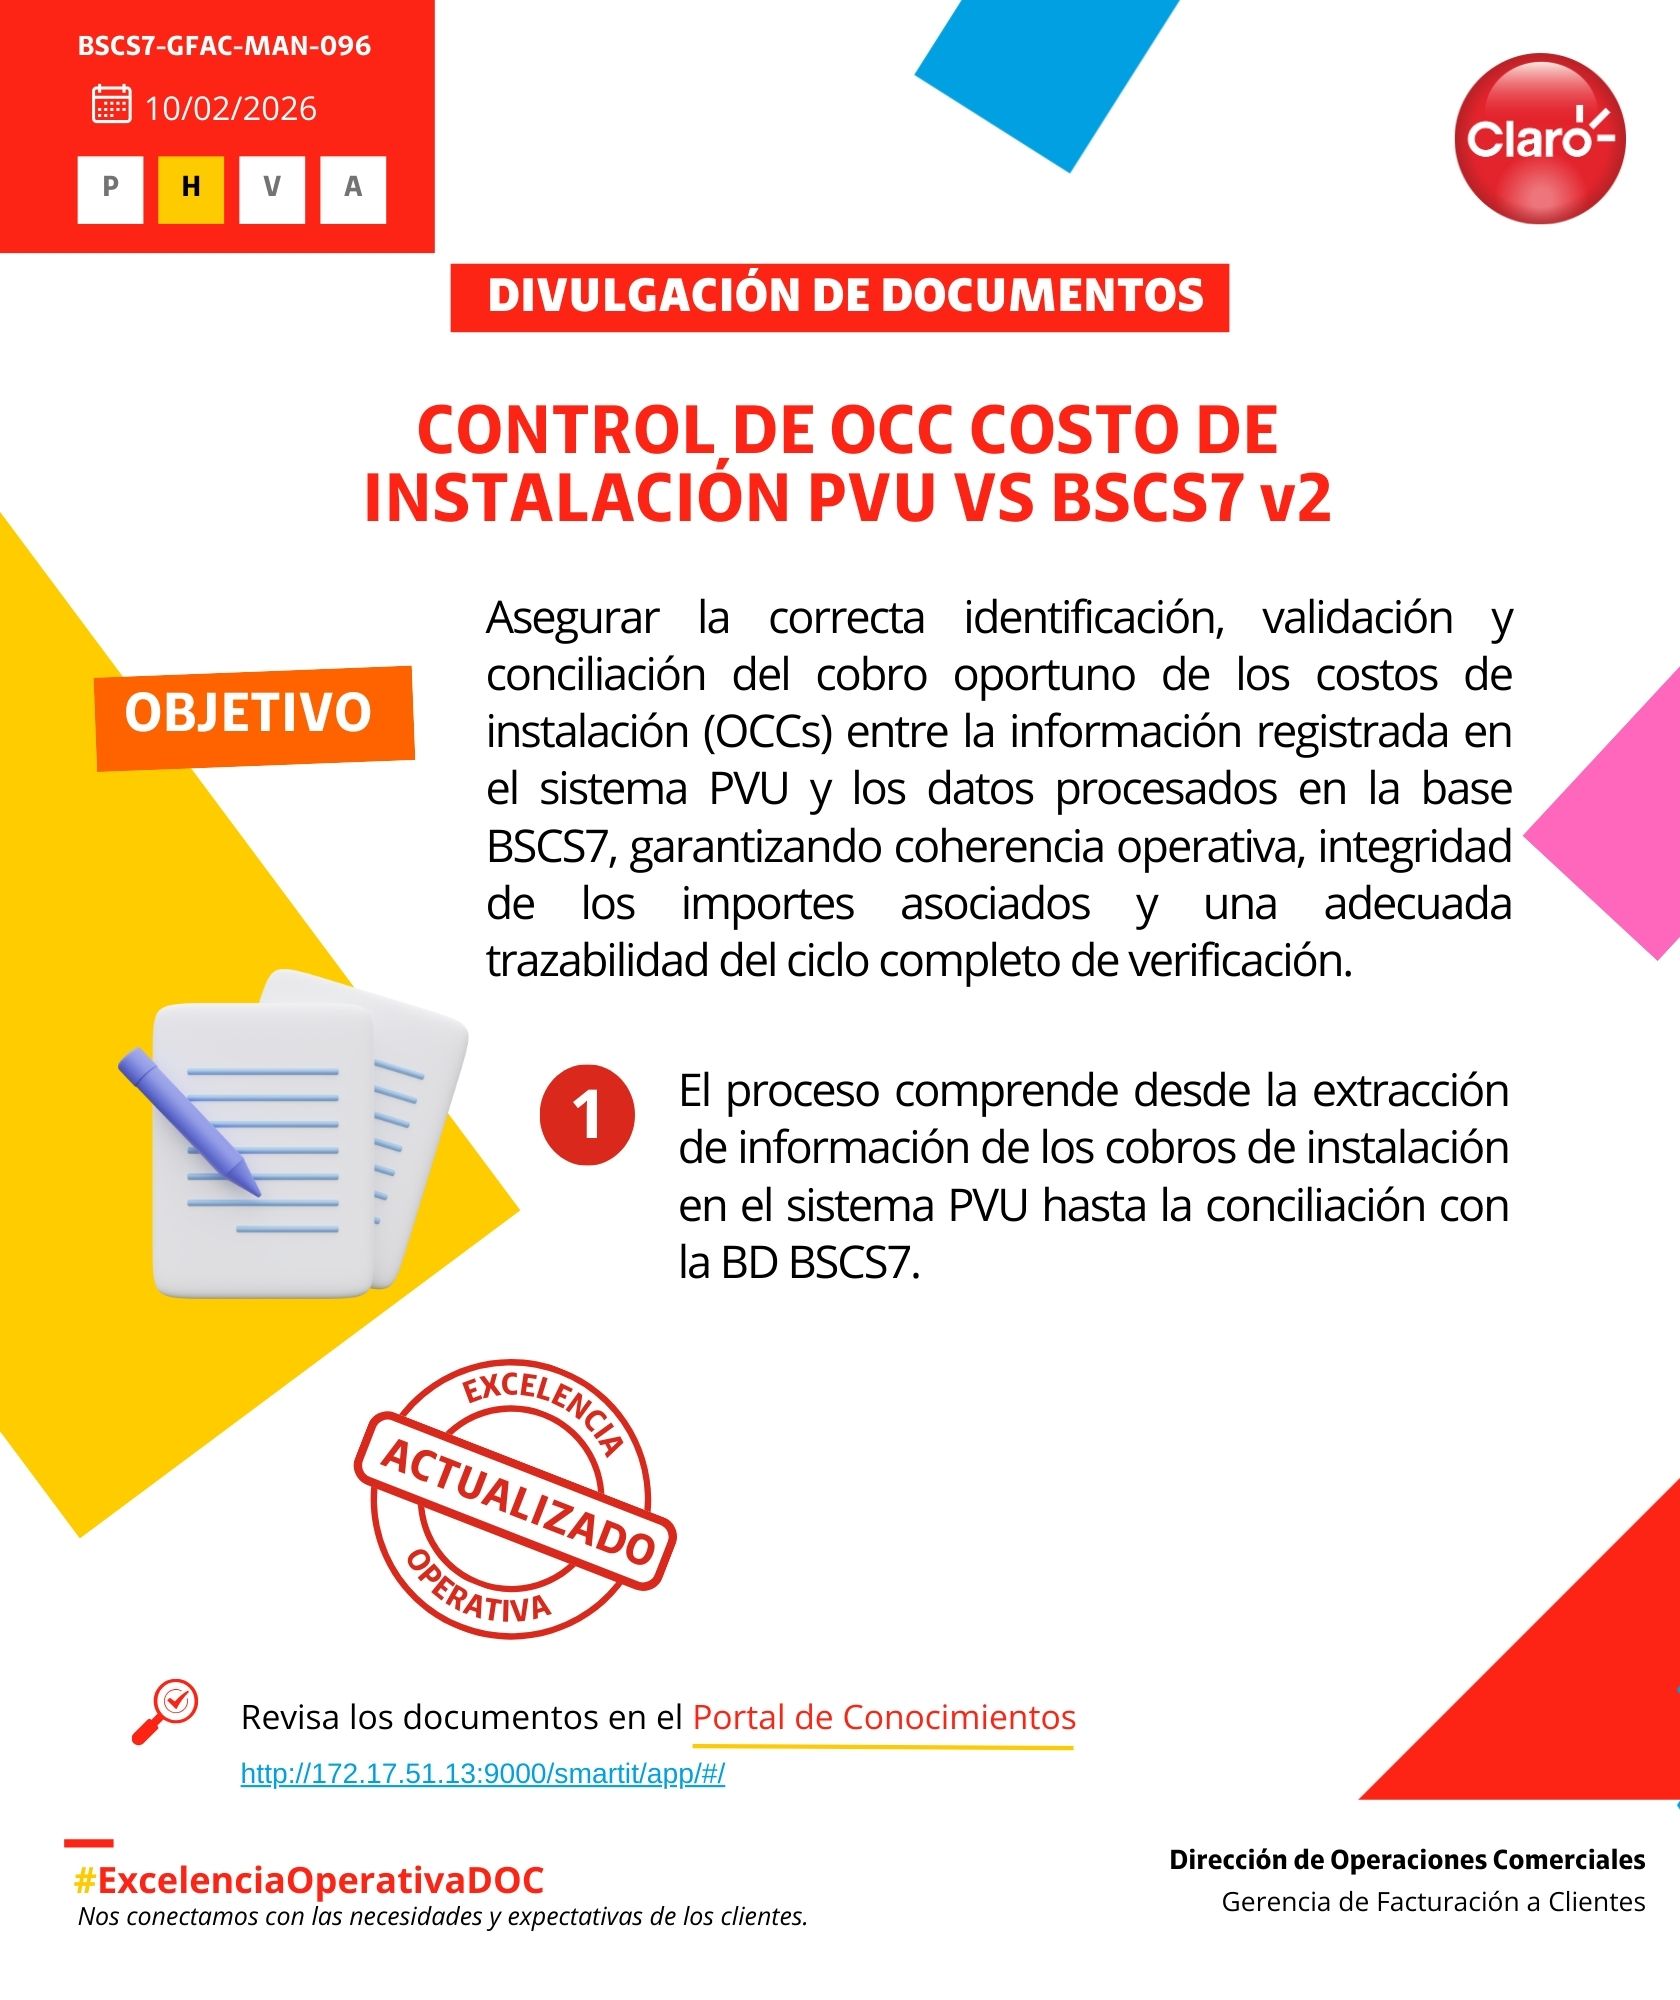 BSCS7-GFAC-MAN-096
10/02/2026
P H V A
Claro
DIVULGACIÓN DE DOCUMENTOS
CONTROL DE OCC COSTO DE
INSTALACIÓN PVU VS BSCS7 v2
OBJETIVO
Asegurar la correcta identificación, validación y
conciliación del cobro oportuno de los costos de
instalación (OCCs) entre la información registrada en
el sistema PVU y los datos procesados en la base
BSCS7, garantizando coherencia operativa, integridad
de los importes asociados y una adecuada
trazabilidad del ciclo completo de verificación.
1
El proceso comprende desde la extracción
de información de los cobros de instalación
en el sistema PVU hasta la conciliación con
la BD BSCS7.
EXCELENCIA
ACTUALIZADO
OPERATIVA
Revisa los documentos en el Portal de Conocimientos
http://172.17.51.13:9000/smartit/app/#/
#ExcelenciaOperativaDOC
Nos conectamos con las necesidades y expectativas de los clientes.
Dirección de Operaciones Comerciales
Gerencia de Facturación a Clientes